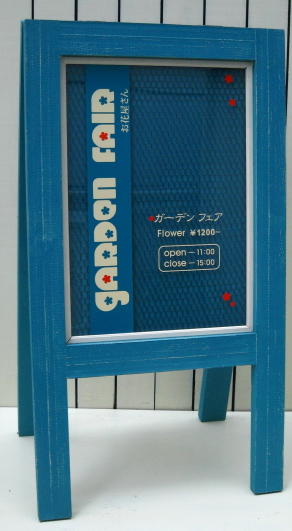 garden fair
お花屋さん
ガーデン フェア
Flower ¥1200–
open – 11:00
close – 15:00